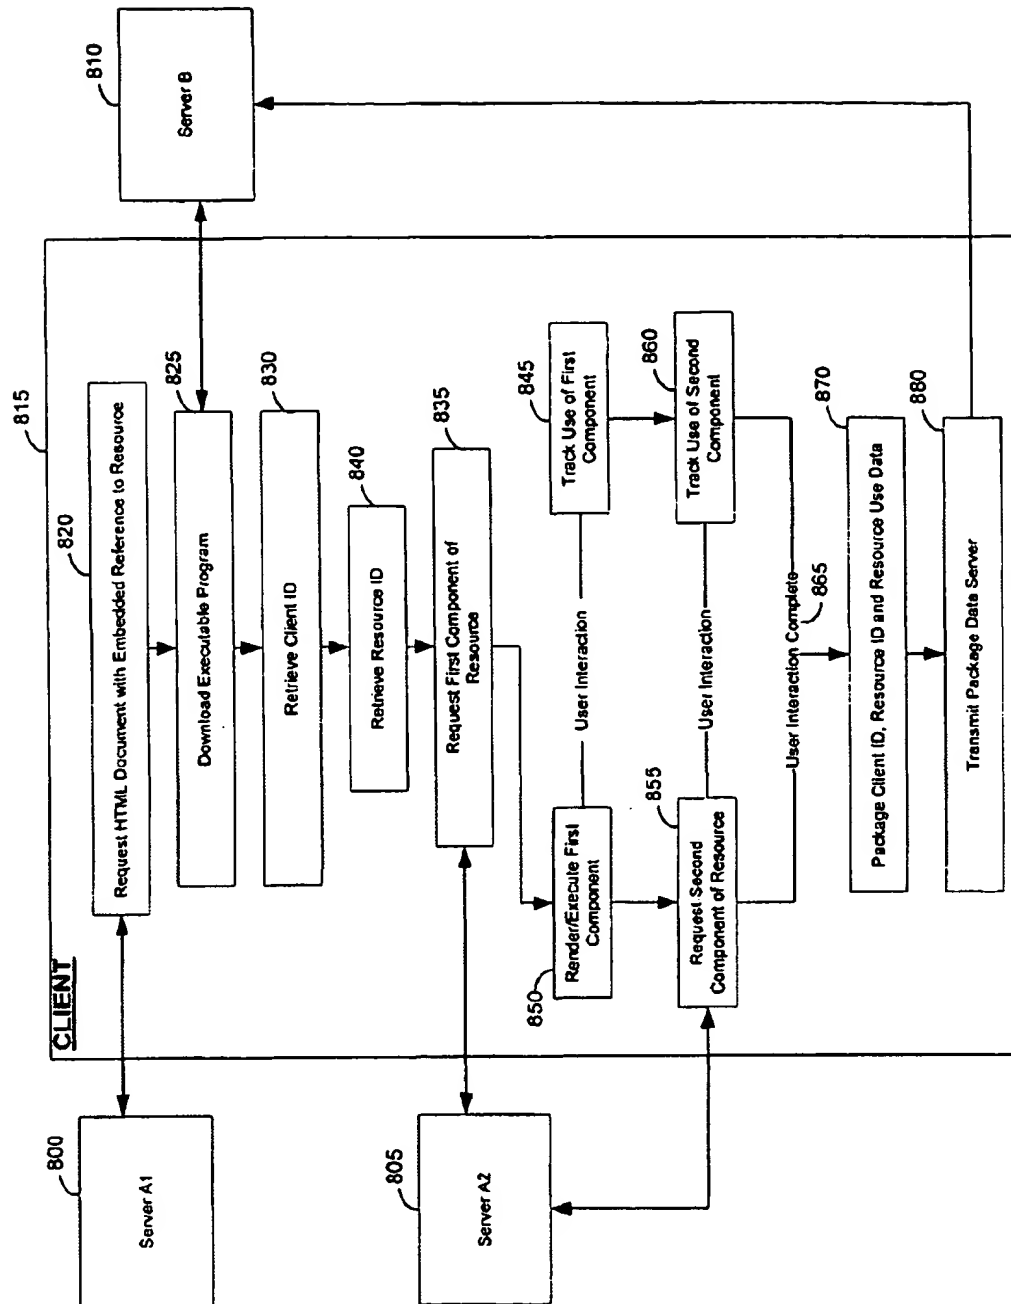 CLIENT
815
800
Server A1
805
Server A2
810
Server B
820
Request HTML Document with Embedded Reference to Resource
825
Download Executable Program
830
Retrieve Client ID
840
Retrieve Resource ID
835
Request First Component of
Resource
850
Render/Execute First
Component
User Interaction
845
Track Use of First
Component
855
Request Second
Component of Resource
User Interaction
860
Track Use of Second
Component
User Interaction Complete
865
870
Package Client ID, Resource ID and Resource Use Data
880
Transmit Package Data Server